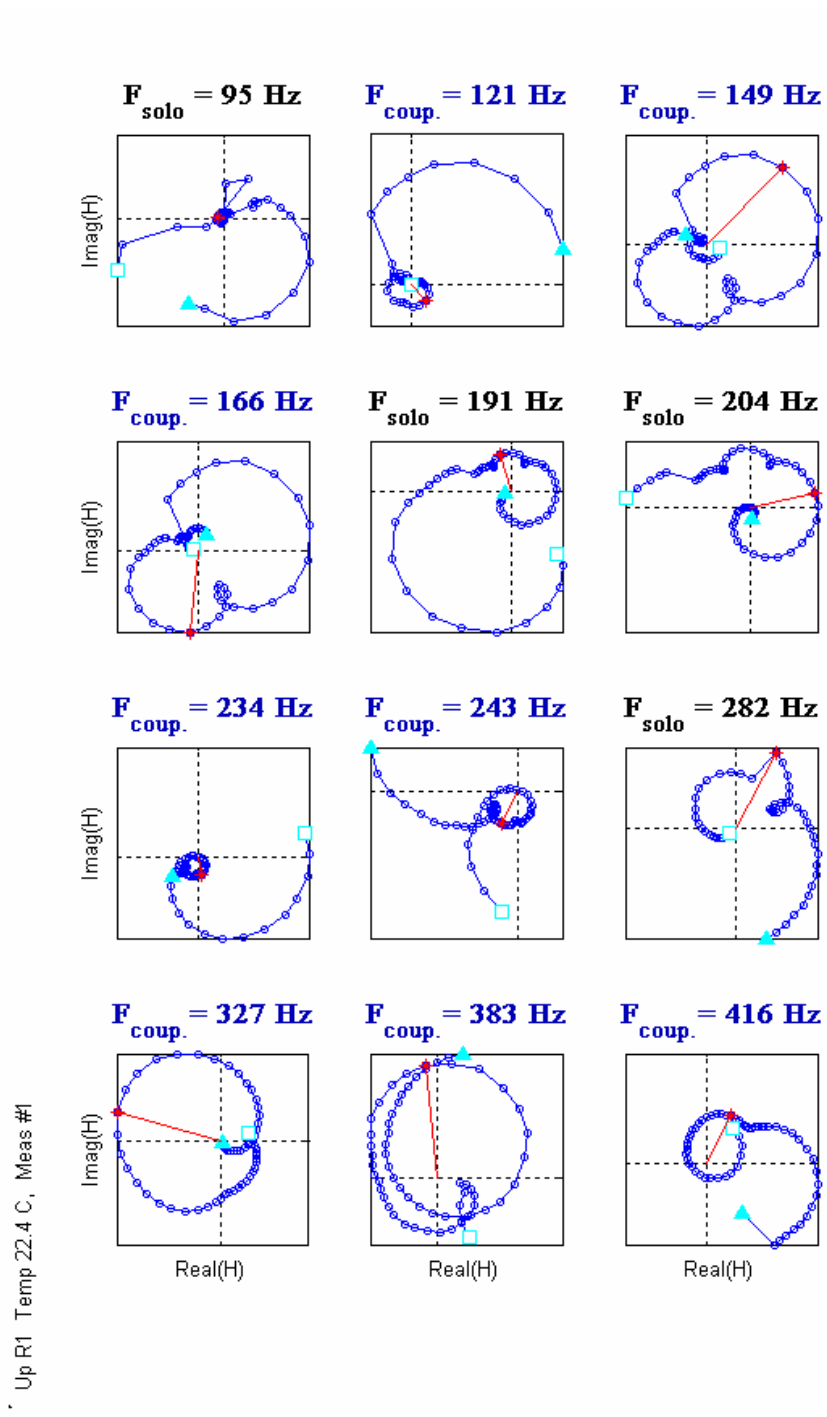 F_solo = 95 Hz F_coup. = 121 Hz F_coup. = 149 Hz
Imag(H)
F_coup. = 166 Hz F_solo = 191 Hz F_solo = 204 Hz
Imag(H)
F_coup. = 234 Hz F_coup. = 243 Hz F_solo = 282 Hz
Imag(H)
F_coup. = 327 Hz F_coup. = 383 Hz F_coup. = 416 Hz
Imag(H)
Real(H) Real(H) Real(H)
Up R1 Temp 22.4 C, Meas #1